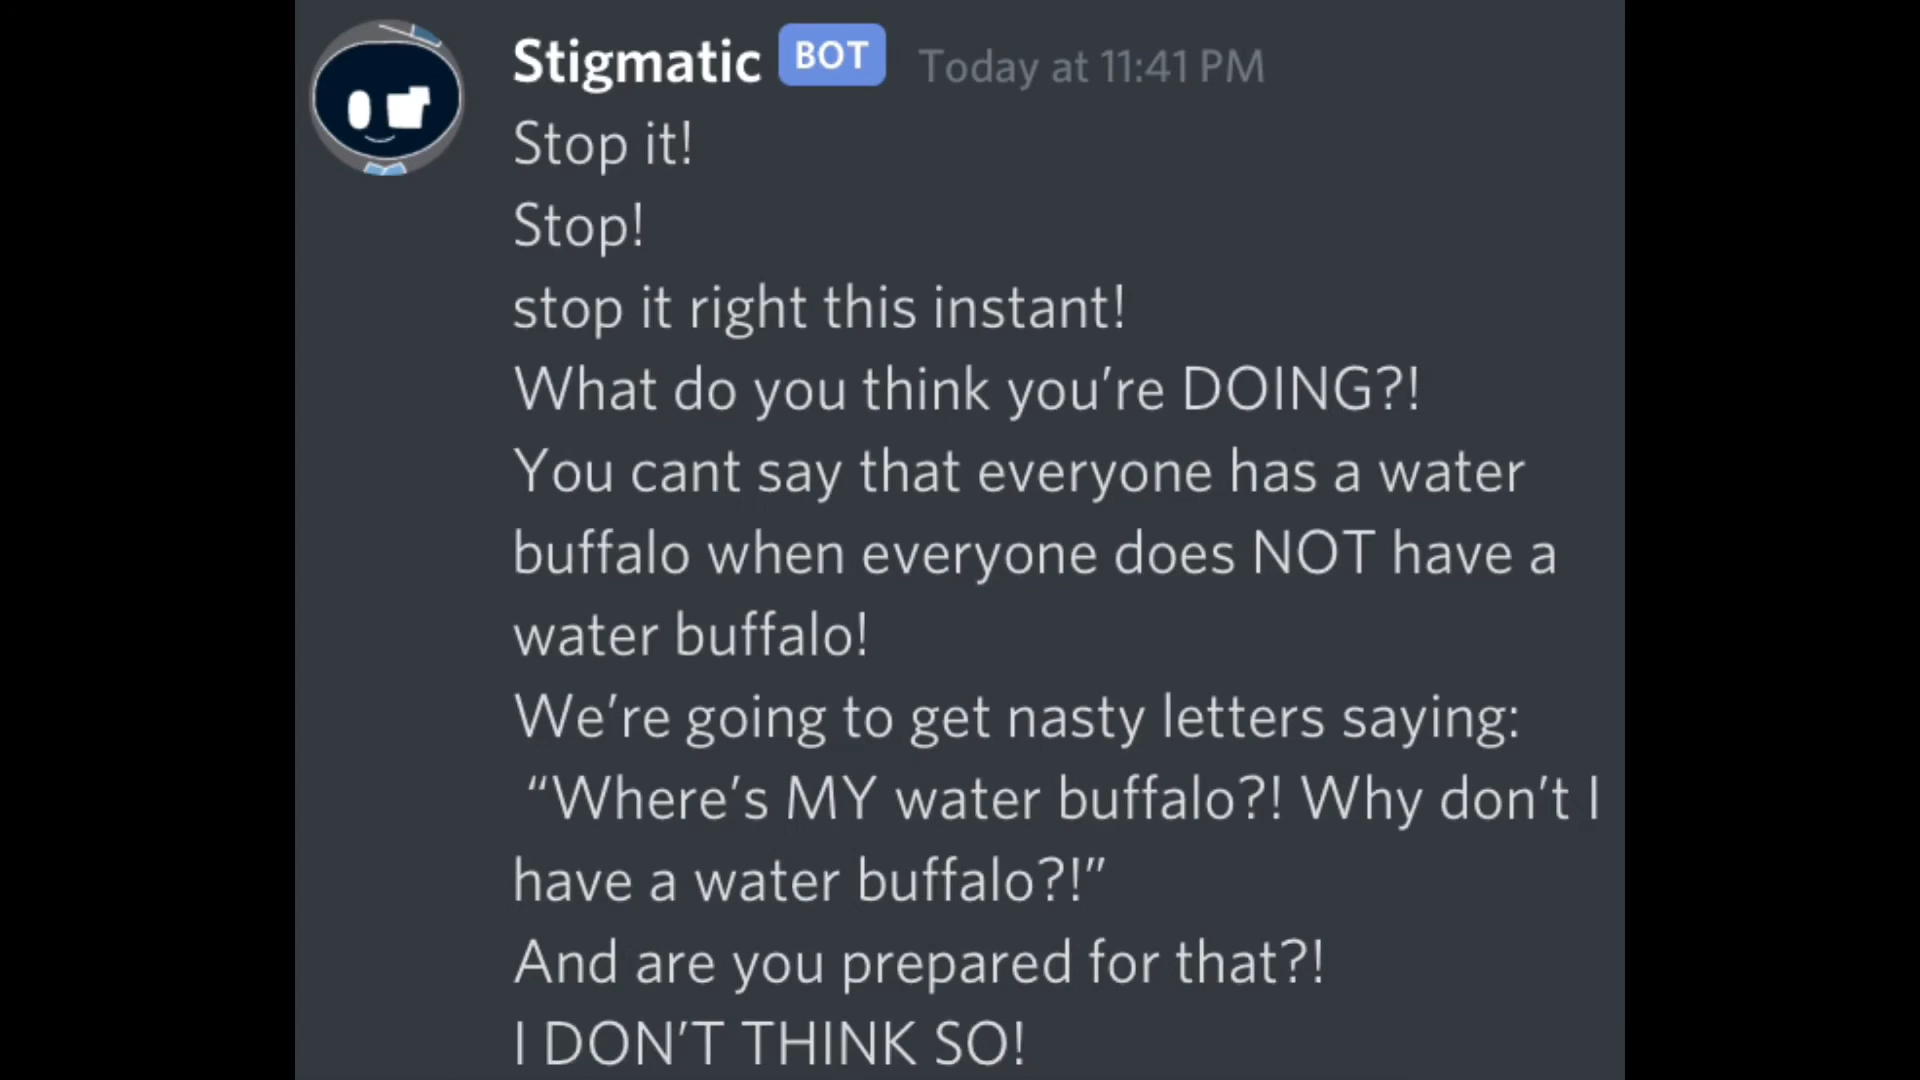 Stigmatic BOT Today at 11:41 PM
Stop it!
Stop!
stop it right this instant!
What do you think you’re DOING?!
You cant say that everyone has a water
buffalo when everyone does NOT have a
water buffalo!
We’re going to get nasty letters saying:
“Where’s MY water buffalo?! Why don’t I
have a water buffalo?!”
And are you prepared for that?!
I DON’T THINK SO!